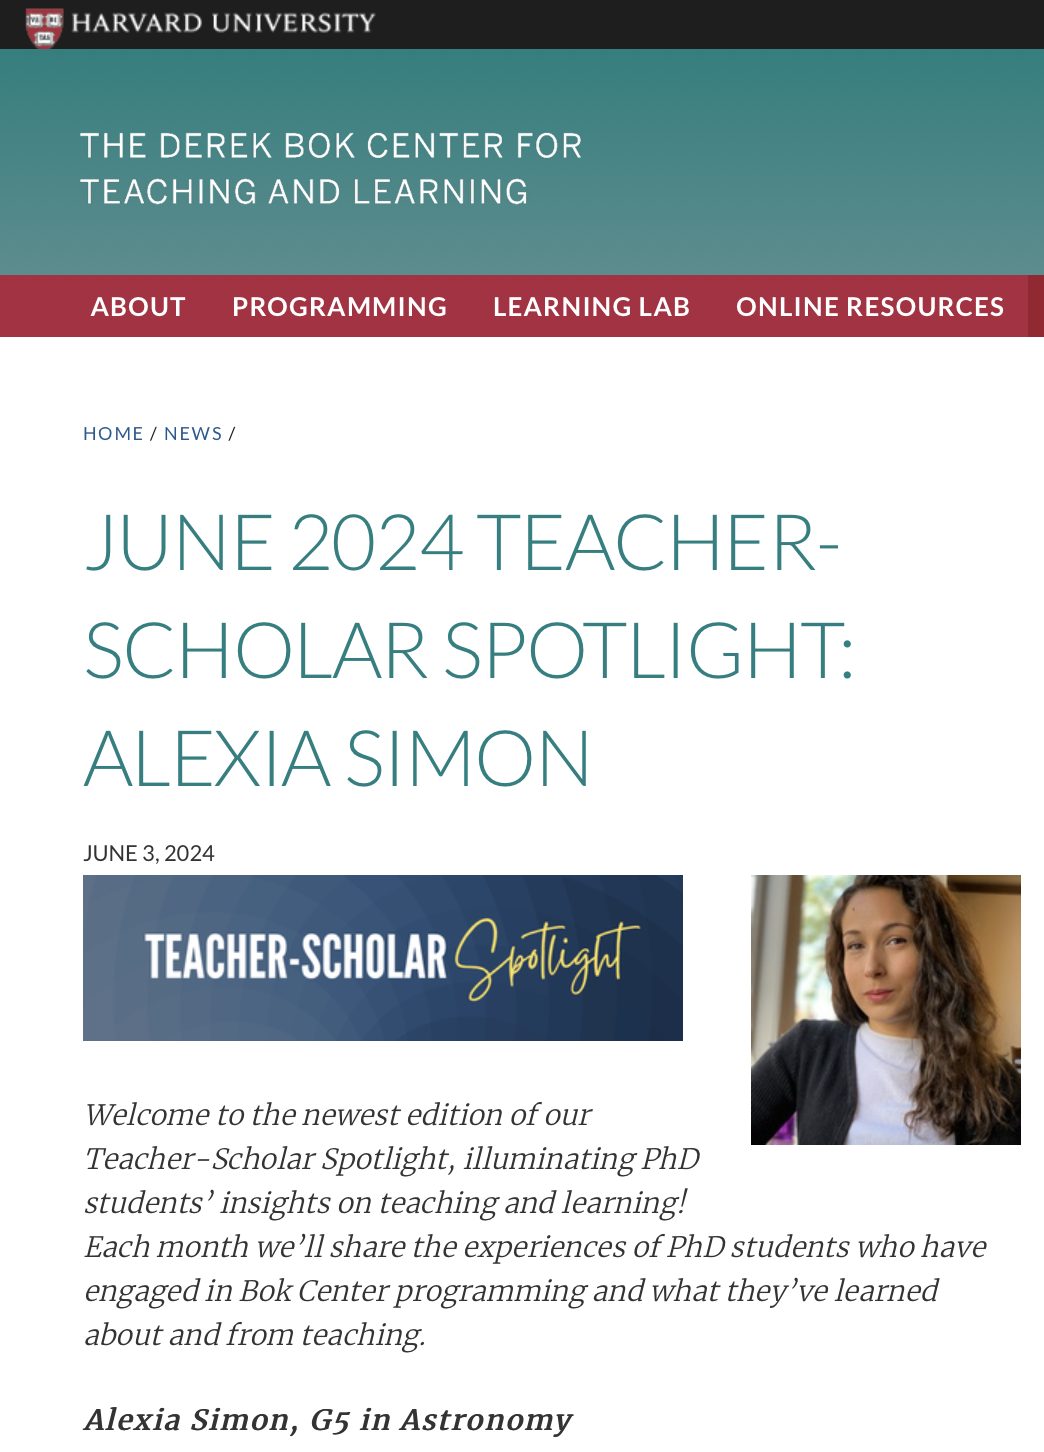 HARVARD UNIVERSITY
THE DEREK BOK CENTER FOR
TEACHING AND LEARNING
ABOUT PROGRAMMING LEARNING LAB ONLINE RESOURCES
HOME / NEWS /
JUNE 2024 TEACHER-
SCHOLAR SPOTLIGHT:
ALEXIA SIMON
JUNE 3, 2024
TEACHER-SCHOLAR Spotlight
Welcome to the newest edition of our
Teacher-Scholar Spotlight, illuminating PhD
students’ insights on teaching and learning!
Each month we’ll share the experiences of PhD students who have
engaged in Bok Center programming and what they’ve learned
about and from teaching.
Alexia Simon, G5 in Astronomy